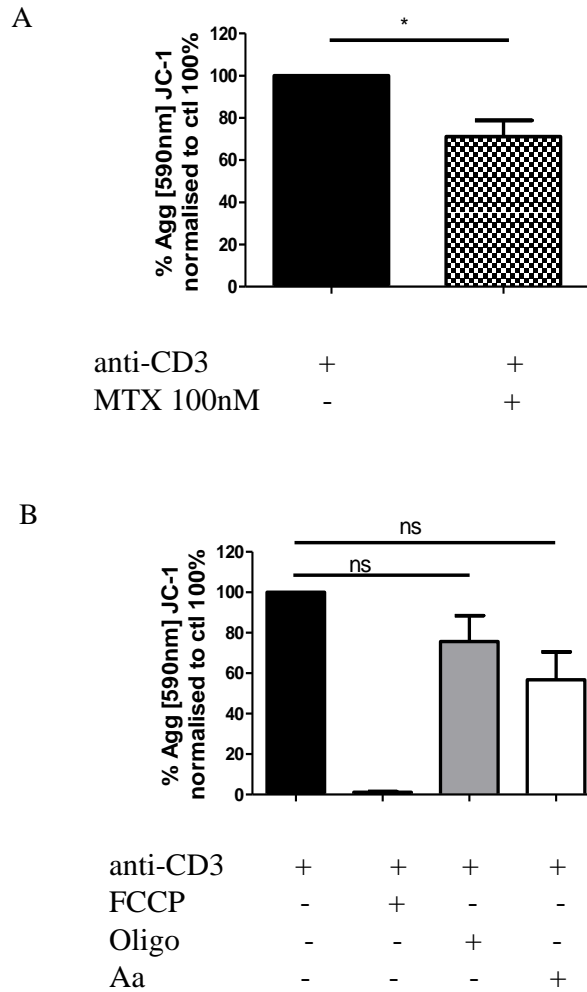 A
*
% Agg [590nm] JC-1
normalised to ctl 100%
120
100
80
60
40
20
0
anti-CD3 + +
MTX 100nM - +
B
ns
ns
% Agg [590nm] JC-1
normalised to ctl 100%
120
100
80
60
40
20
0
anti-CD3 + + + +
FCCP - + - -
Oligo - - + -
Aa - - - +